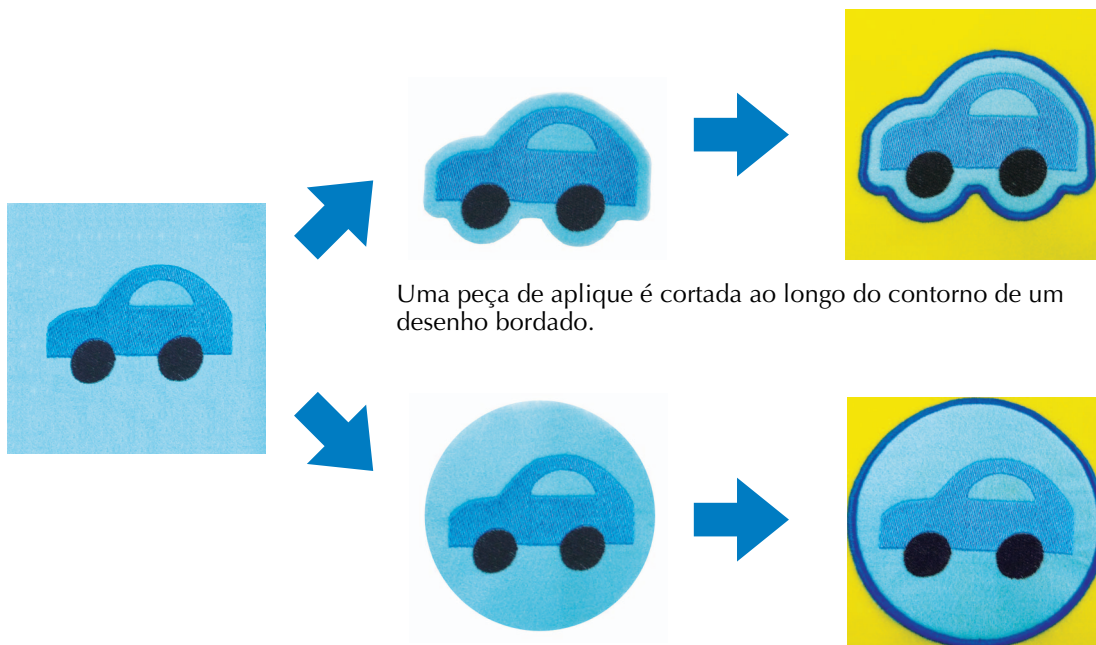 Uma peça de aplique é cortada ao longo do contorno de um
desenho bordado.